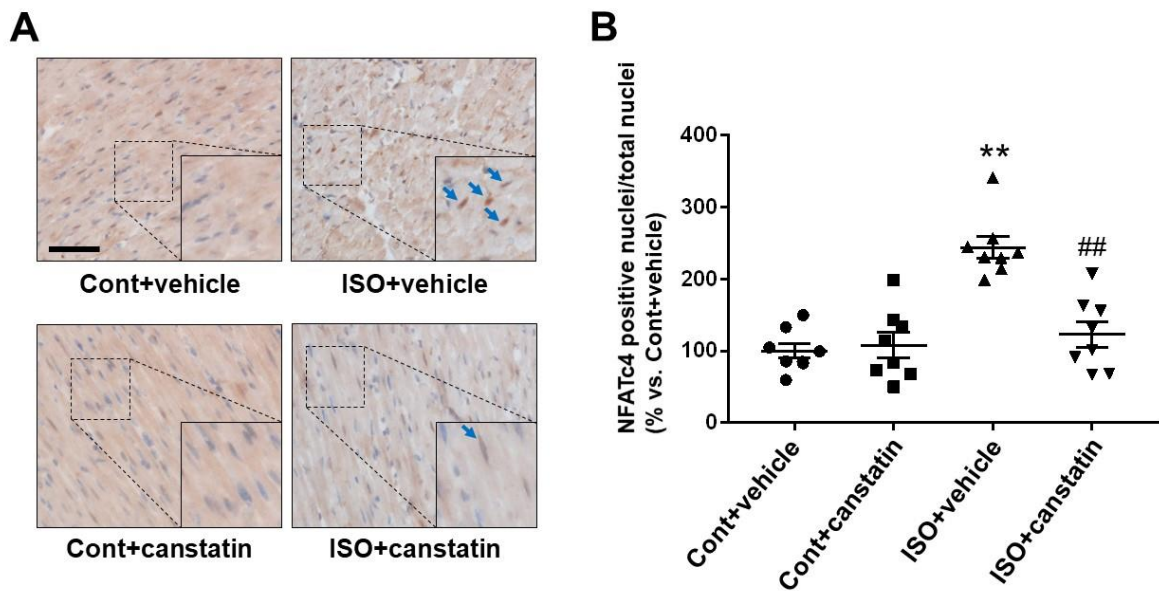 A
Cont+vehicle
ISO+vehicle
Cont+canstatin
ISO+canstatin
B
NFATc4 positive nuclei/total nuclei
(% vs. Cont+vehicle)
400
300
200
100
0
**
##
Cont+vehicle
Cont+canstatin
ISO+vehicle
ISO+canstatin